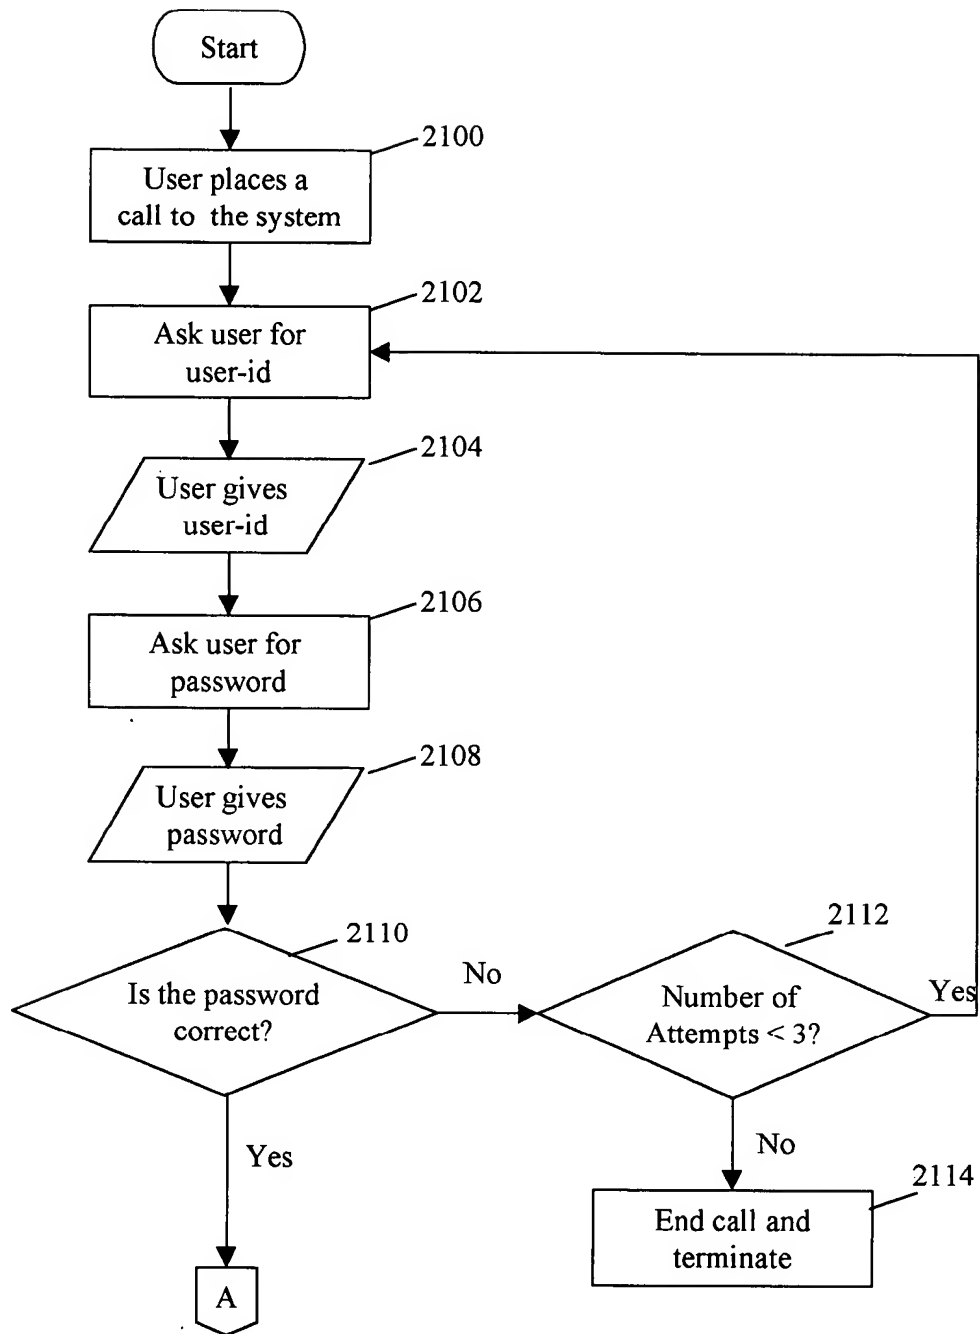 Start
2100
User places a
call to the system
2102
Ask user for
user-id
2104
User gives
user-id
2106
Ask user for
password
2108
User gives
password
2110
Is the password
correct?
No
2112
Number of
Attempts < 3?
Yes
Yes
No
2114
End call and
terminate
A